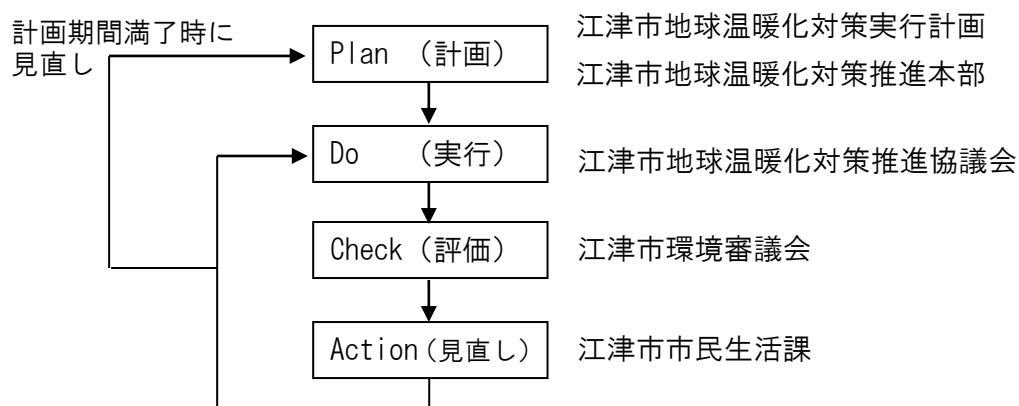 計画期間満了時に
見直し
Plan （計画）
江津市地球温暖化対策実行計画
江津市地球温暖化対策推進本部
Do （実行）
江津市地球温暖化対策推進協議会
Check（評価）
江津市環境審議会
Action（見直し）
江津市市民生活課